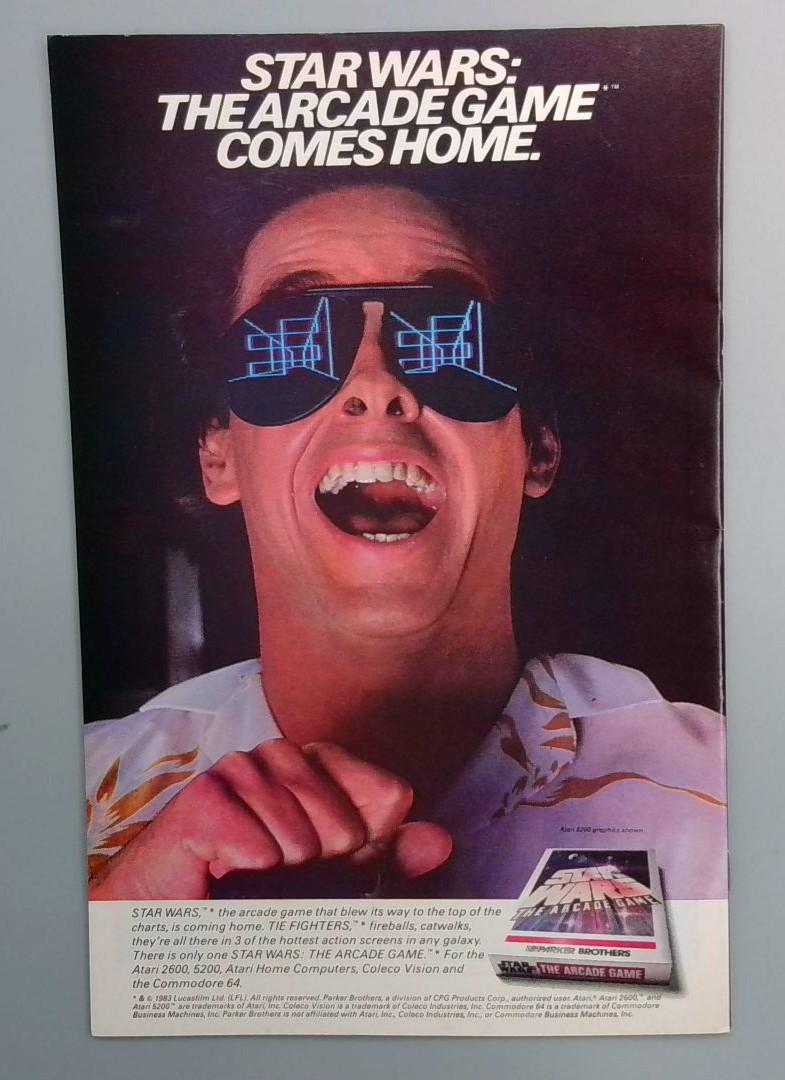 STAR WARS:
THE ARCADE GAME*™
COMES HOME.
Atari 5200 graphics shown.
STAR WARS
THE ARCADE GAME
PARKER BROTHERS
STAR WARS THE ARCADE GAME
STAR WARS,™* the arcade game that blew its way to the top of the
charts, is coming home. TIE FIGHTERS,™* fireballs, catwalks,
they're all there in 3 of the hottest action screens in any galaxy.
There is only one STAR WARS: THE ARCADE GAME.™* For the
Atari 2600, 5200, Atari Home Computers, Coleco Vision and
the Commodore 64.
* & © 1983 Lucasfilm Ltd. (LFL). All rights reserved. Parker Brothers, a division of CPG Products Corp., authorized user. Atari,® Atari 2600,™ and
Atari 5200™ are trademarks of Atari, Inc. Coleco Vision is a trademark of Coleco Industries, Inc. Commodore 64 is a trademark of Commodore
Business Machines, Inc. Parker Brothers is not affiliated with Atari, Inc., Coleco Industries, Inc., or Commodore Business Machines, Inc.